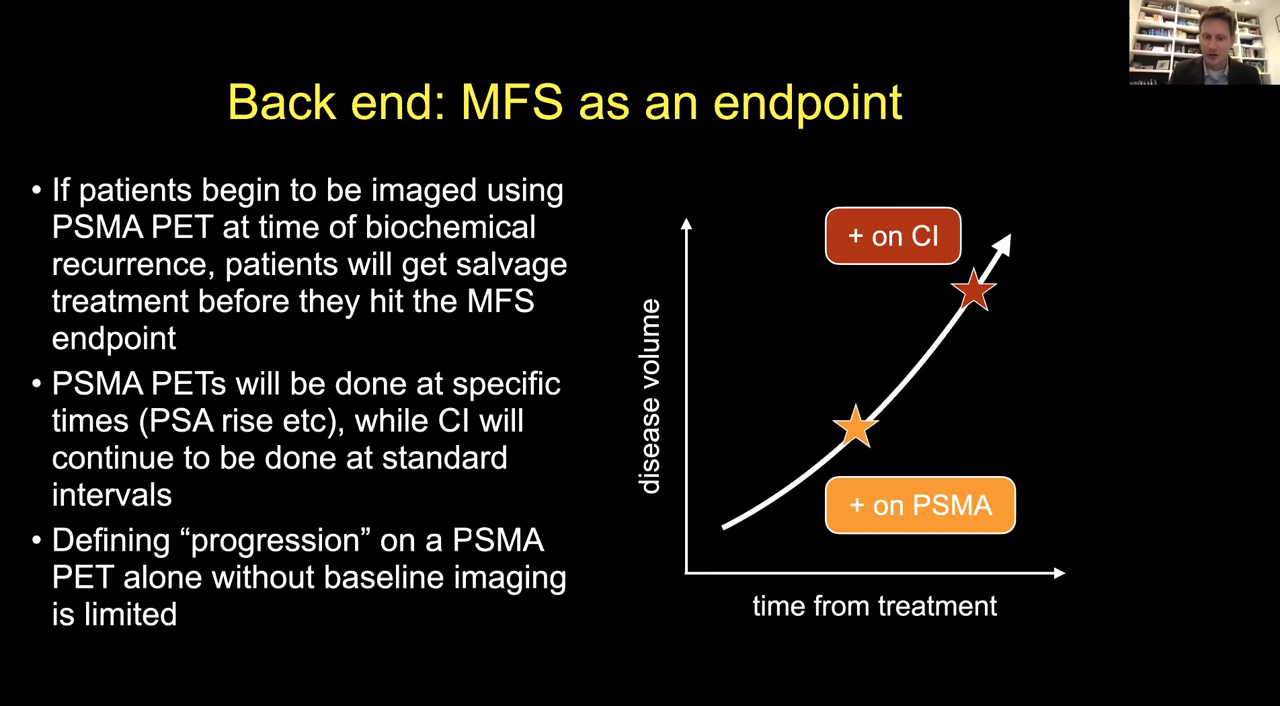 Back end: MFS as an endpoint
• If patients begin to be imaged using
PSMA PET at time of biochemical
recurrence, patients will get salvage
treatment before they hit the MFS
endpoint
• PSMA PETs will be done at specific
times (PSA rise etc), while CI will
continue to be done at standard
intervals
• Defining “progression” on a PSMA
PET alone without baseline imaging
is limited
+ on CI
disease volume
+ on PSMA
time from treatment